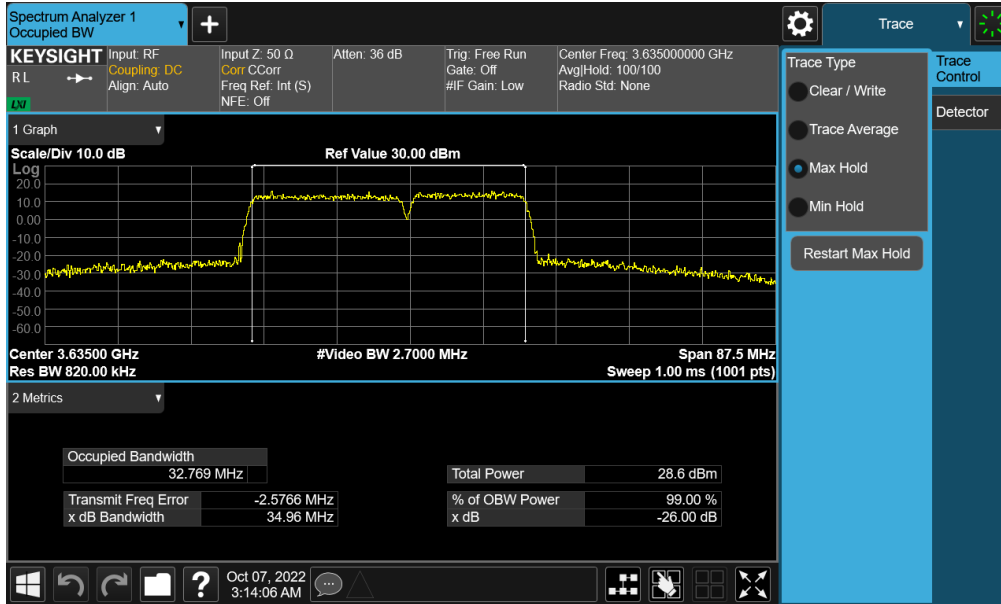 Spectrum Analyzer 1
Occupied BW
+
Trace
KEYSIGHT
R L
LXI
Input: RF
Coupling: DC
Align: Auto
Input Z: 50 Ω
Corr CCorr
Freq Ref: Int (S)
NFE: Off
Atten: 36 dB
Trig: Free Run
Gate: Off
#IF Gain: Low
Center Freq: 3.635000000 GHz
Avg|Hold: 100/100
Radio Std: None
Trace Type
Clear / Write
Trace Average
Max Hold
Min Hold
Restart Max Hold
Trace
Control
Detector
1 Graph
Scale/Div 10.0 dB
Ref Value 30.00 dBm
Log
20.0
10.0
0.00
-10.0
-20.0
-30.0
-40.0
-50.0
-60.0
Center 3.63500 GHz
#Video BW 2.7000 MHz
Span 87.5 MHz
Res BW 820.00 kHz
Sweep 1.00 ms (1001 pts)
2 Metrics
Occupied Bandwidth
32.769 MHz
Total Power 28.6 dBm
Transmit Freq Error -2.5766 MHz
% of OBW Power 99.00 %
x dB Bandwidth 34.96 MHz
x dB -26.00 dB
?
Oct 07, 2022
3:14:06 AM